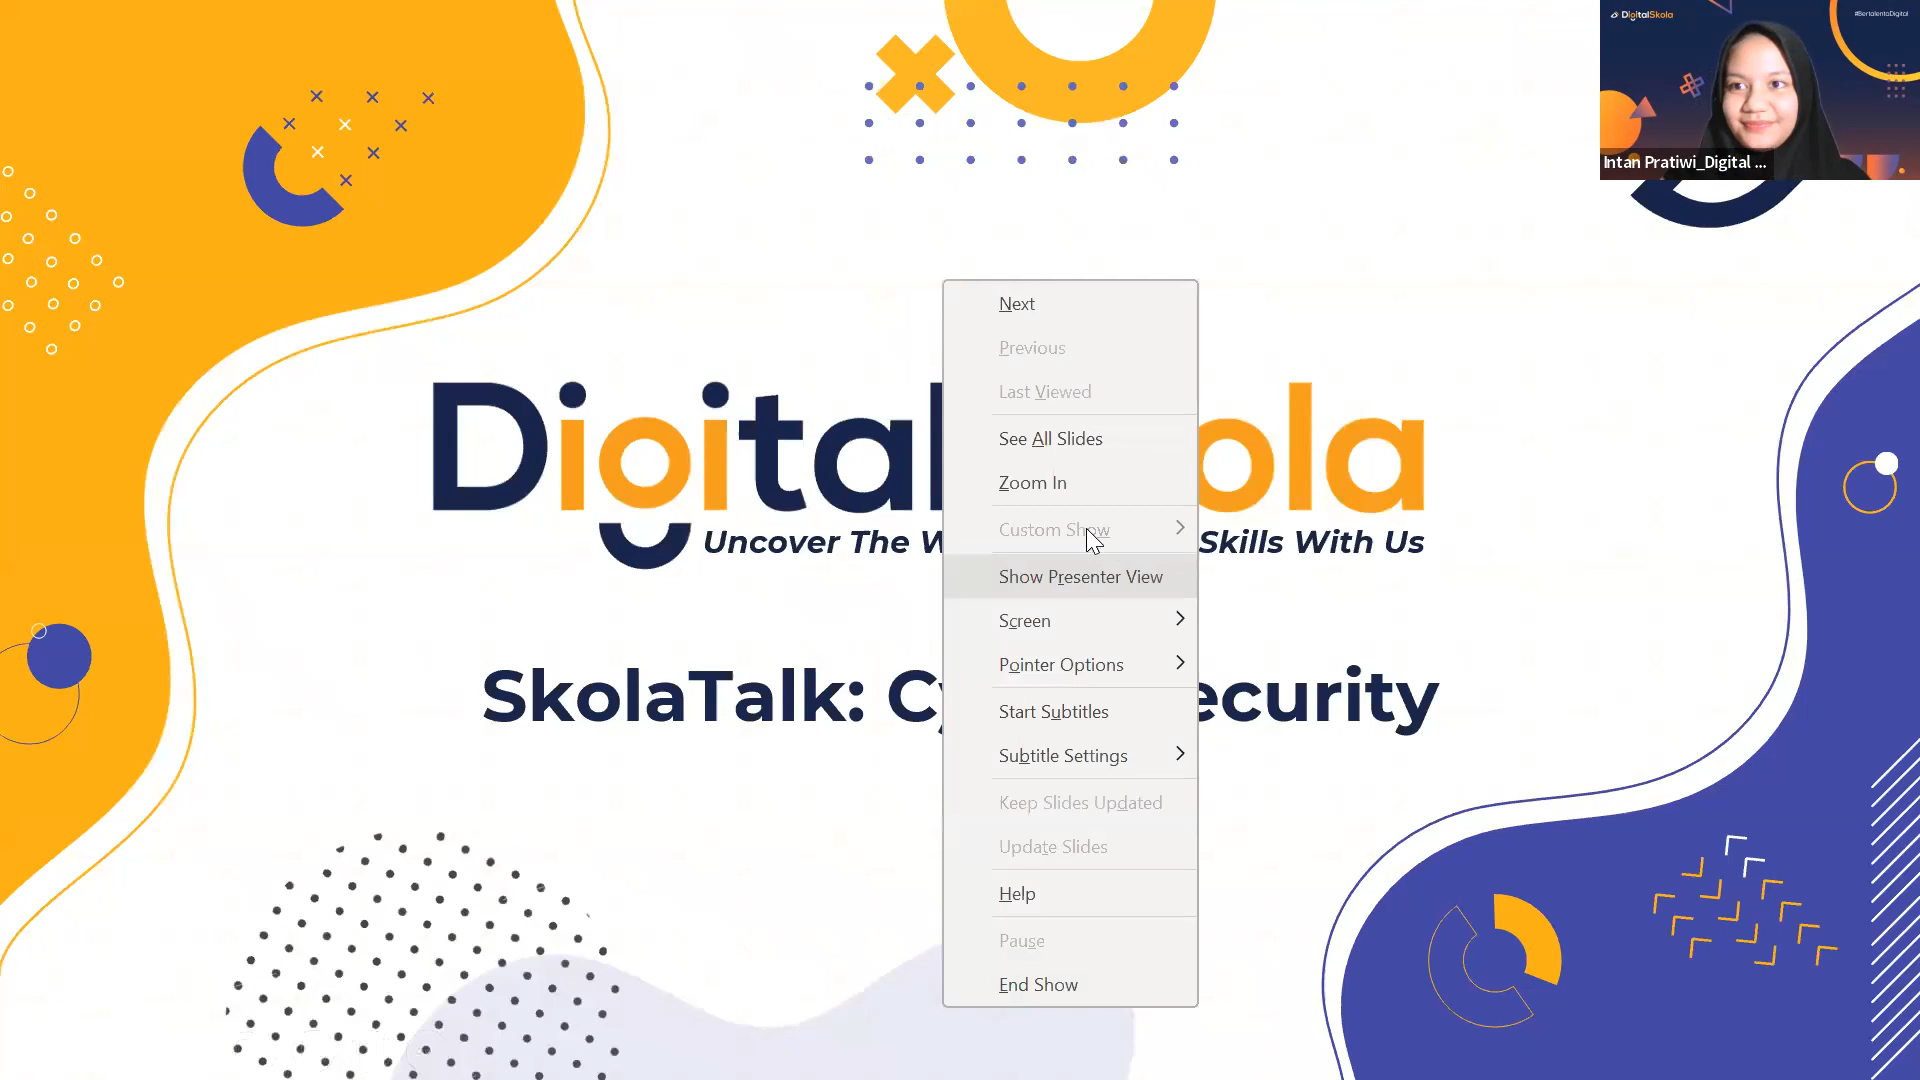 DigitalSkola
#BertalentaDigital
Intan Pratiwi_Digital ...
Digital ola
Uncover The W Skills With Us
SkolaTalk: Cy ecurity
Next
Previous
Last Viewed
See All Slides
Zoom In
Custom Show
Show Presenter View
Screen
Pointer Options
Start Subtitles
Subtitle Settings
Keep Slides Updated
Update Slides
Help
Pause
End Show